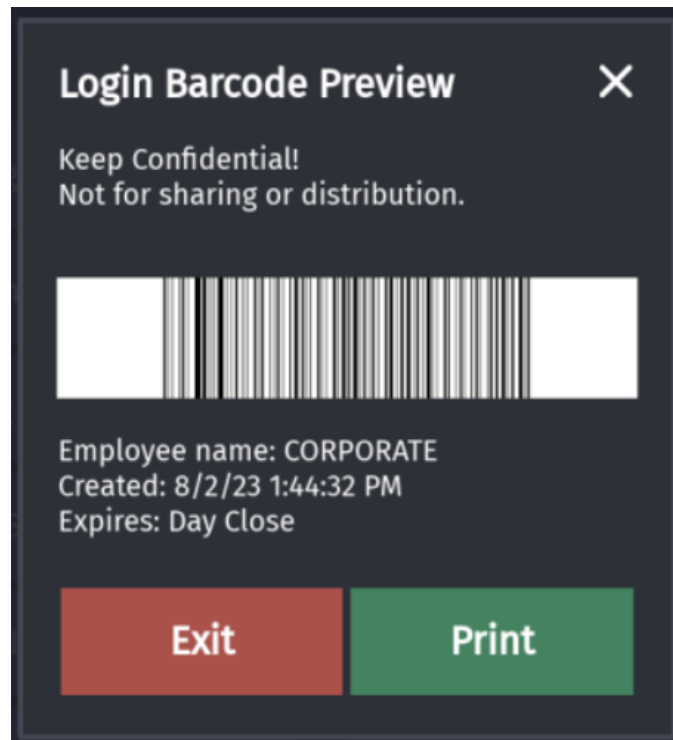 Login Barcode Preview
Keep Confidential!
Not for sharing or distribution.
Employee name: CORPORATE
Created: 8/2/23 1:44:32 PM
Expires: Day Close
Exit Print